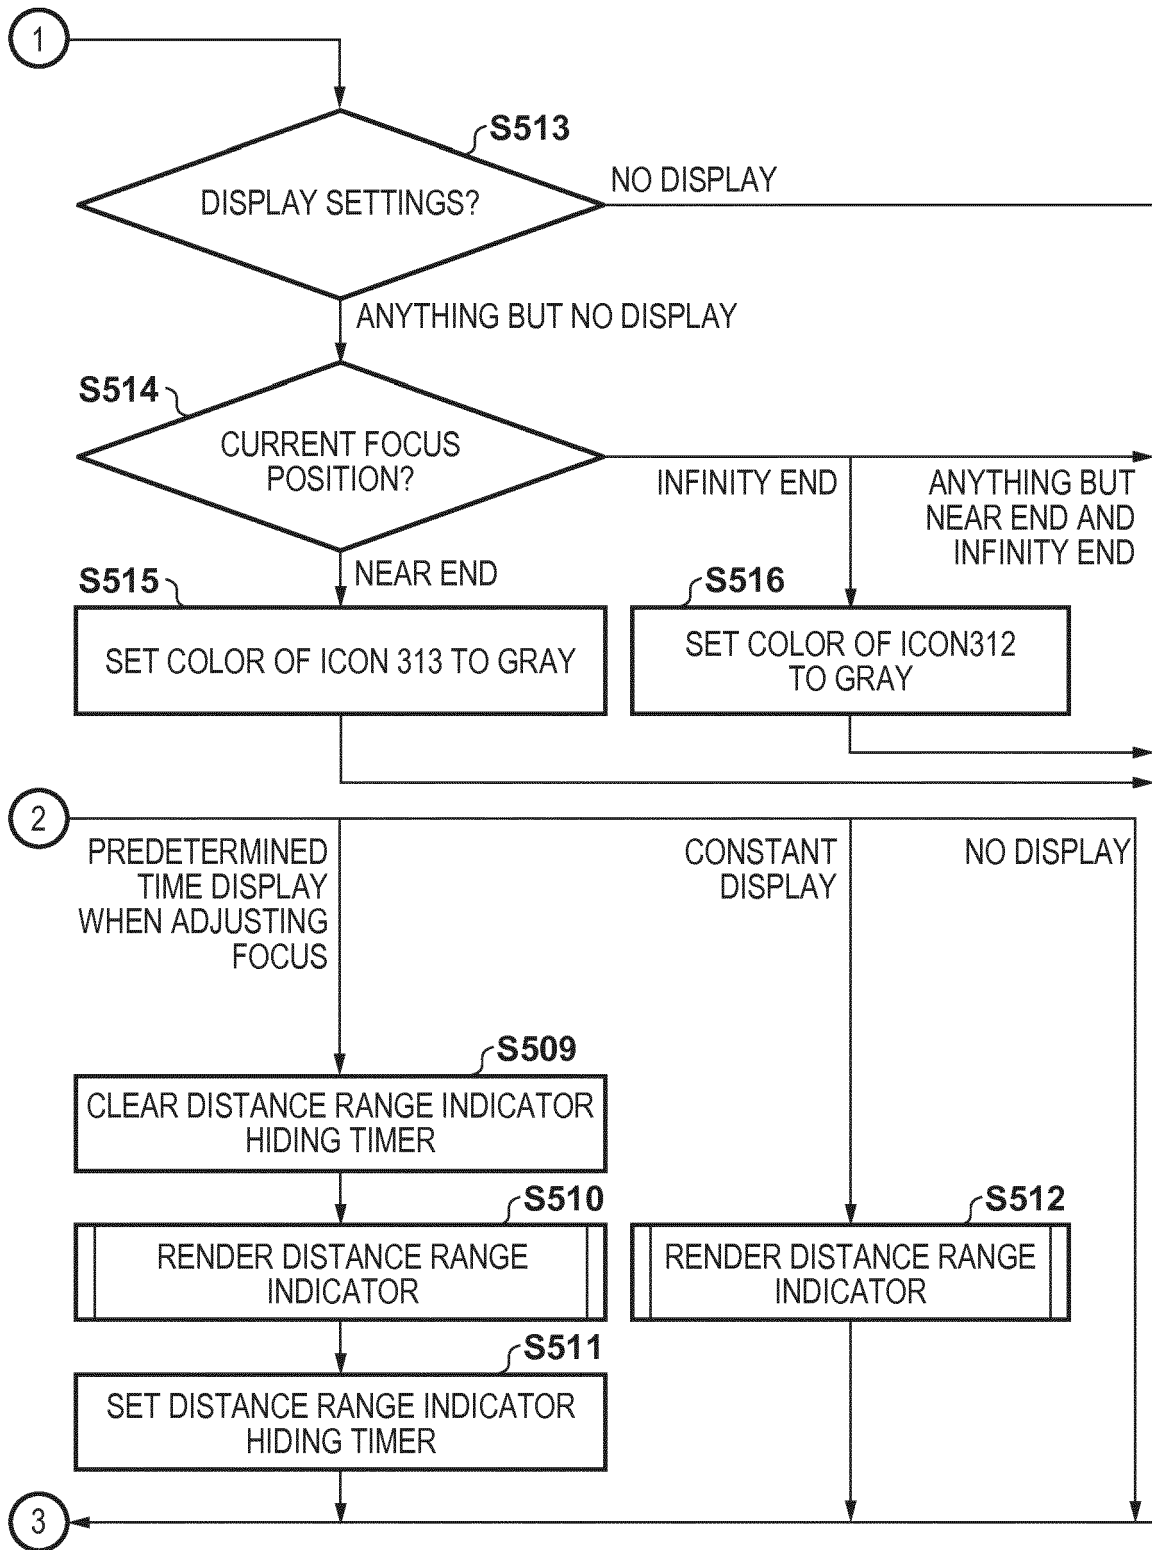 1
S513
DISPLAY SETTINGS?
NO DISPLAY
ANYTHING BUT NO DISPLAY
S514
CURRENT FOCUS
POSITION?
INFINITY END
ANYTHING BUT
NEAR END AND
INFINITY END
NEAR END
S515
SET COLOR OF ICON 313 TO GRAY
S516
SET COLOR OF ICON312
TO GRAY
2
PREDETERMINED
TIME DISPLAY
WHEN ADJUSTING
FOCUS
CONSTANT
DISPLAY
NO DISPLAY
S509
CLEAR DISTANCE RANGE INDICATOR
HIDING TIMER
S510
RENDER DISTANCE RANGE
INDICATOR
S512
RENDER DISTANCE RANGE
INDICATOR
S511
SET DISTANCE RANGE INDICATOR
HIDING TIMER
3